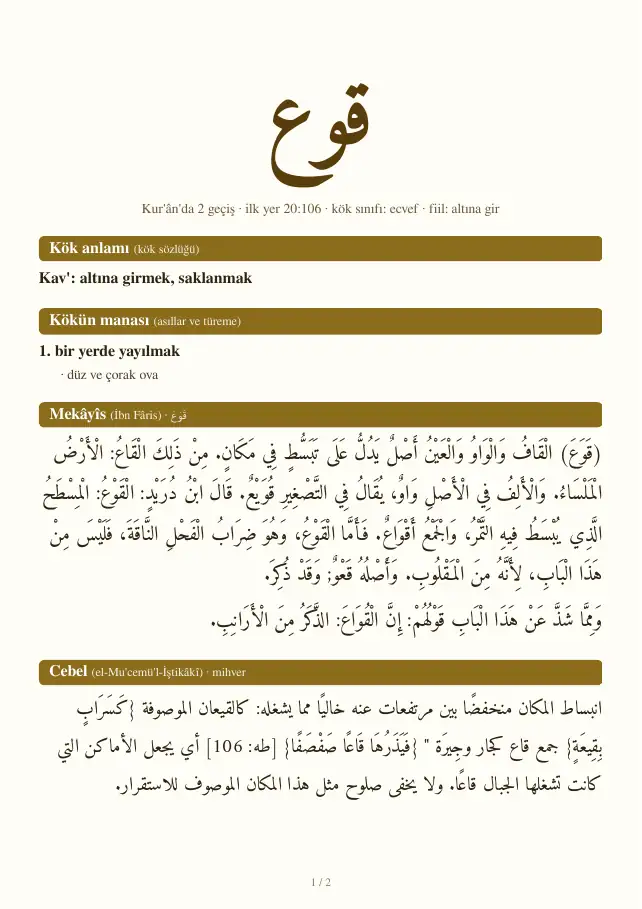 قوع
Kur'ân'da 2 geçiş · ilk yer 20:106 · kök sınıfı: ecvef · fiil: altına gir
Kök anlamı (kök sözlüğü)
Kav': altına girmek, saklanmak
Kökün manası (asıllar ve türeme)
1. bir yerde yayılmak
· düz ve çorak ova
Mekâyîs (İbn Fâris) · قَوَعَ
(قَوَعَ) الْقَافُ وَالْوَاوُ وَالْعَيْنُ أَصْلٌ يَدُلُّ عَلَى تَبَسُّطٍ فِي مَكَانٍ. مِنْ ذَلِكَ الْقَاعُ: الْأَرْضُ
الْمَلْسَاءُ. وَالْأَلِفُ فِي الْأَصْلِ وَاوٌ، يُقَالُ فِي التَّصْغِيرِ قُوَيْعٌ. قَالَ ابْنُ دُرَيْدٍ: الْقَوْعُ: الْمِسْطَحُ
الَّذِي يُبْسَطُ فِيهِ التَّمْرُ، وَالْجَمْعُ أَقْوَاعٌ. فَأَمَّا الْقَوْعُ، وَهُوَ ضِرَابُ الْفَحْلِ النَّاقَةَ، فَلَيْسَ مِنْ
هَذَا الْبَابِ، لِأَنَّهُ مِنَ الْمَقْلُوبِ. وَأَصْلُهُ قَعْوٌ; وَقَدْ ذُكِرَ.
وَمِمَّا شَذَّ عَنْ هَذَا الْبَابِ قَوْلُهُمْ: إِنَّ الْقُوَاعَ: الذَّكَرُ مِنَ الْأَرَانِبِ.
Cebel (el-Mu'cemü'l-İştikâkî) · mihver
انبساط المكان منخفضًا بين مرتفعات عنه خاليًا مما يشغله: كالقيعان الموصوفة {كَسَرَابٍ
بِقِيعَةٍ} جمع قاع كجار وجِيرَة " {فَيَذَرُهَا قَاعًا صَفْصَفًا} [طه: 106] أي يجعل الأماكن التي
كانت تشغلها الجبال قاعًا. ولا يخفى صلوح مثل هذا المكان الموصوف للاستقرار.
1 / 2